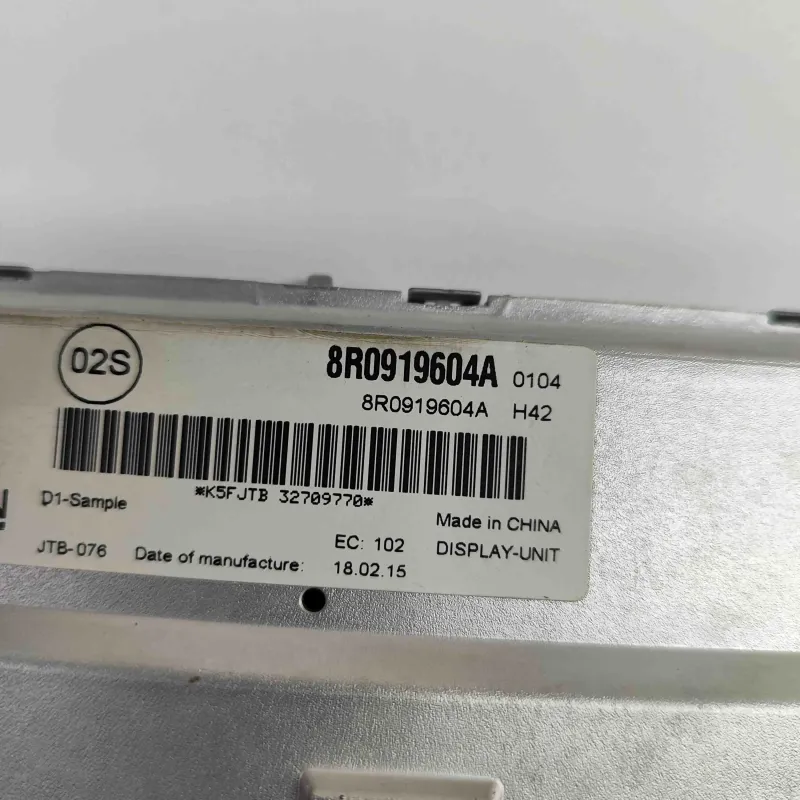 02S
8R0919604A 0104
8R0919604A H42
*K5FJTB 32709770*
D1-Sample
Made in CHINA
JTB-076
Date of manufacture:
EC: 102
18.02.15
DISPLAY-UNIT